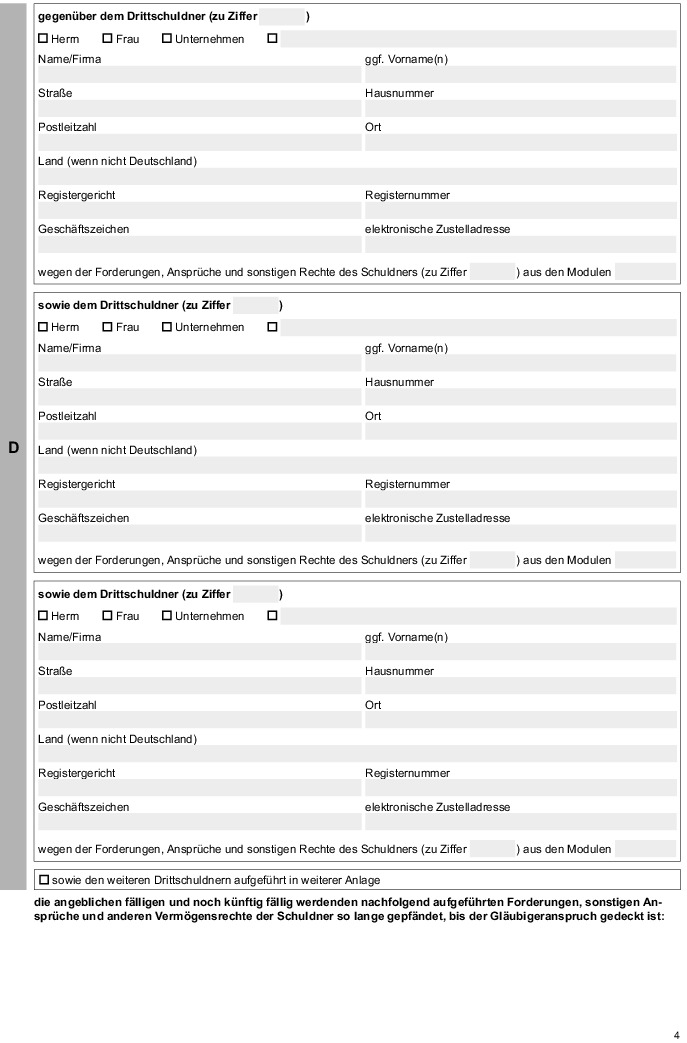 gegenüber dem Drittschuldner (zu Ziffer )
Herrn Frau Unternehmen
Name/Firma ggf. Vorname(n)
Straße Hausnummer
Postleitzahl Ort
Land (wenn nicht Deutschland)
Registergericht Registernummer
Geschäftszeichen elektronische Zustelladresse
wegen der Forderungen, Ansprüche und sonstigen Rechte des Schuldners (zu Ziffer ) aus den Modulen
sowie dem Drittschuldner (zu Ziffer )
Herrn Frau Unternehmen
Name/Firma ggf. Vorname(n)
Straße Hausnummer
Postleitzahl Ort
D
Land (wenn nicht Deutschland)
Registergericht Registernummer
Geschäftszeichen elektronische Zustelladresse
wegen der Forderungen, Ansprüche und sonstigen Rechte des Schuldners (zu Ziffer ) aus den Modulen
sowie dem Drittschuldner (zu Ziffer )
Herrn Frau Unternehmen
Name/Firma ggf. Vorname(n)
Straße Hausnummer
Postleitzahl Ort
Land (wenn nicht Deutschland)
Registergericht Registernummer
Geschäftszeichen elektronische Zustelladresse
wegen der Forderungen, Ansprüche und sonstigen Rechte des Schuldners (zu Ziffer ) aus den Modulen
sowie den weiteren Drittschuldnern aufgeführt in weiterer Anlage
die angeblichen fälligen und noch künftig fällig werdenden nachfolgend aufgeführten Forderungen, sonstigen An-
sprüche und anderen Vermögensrechte der Schuldner so lange gepfändet, bis der Gläubigeranspruch gedeckt ist:
4